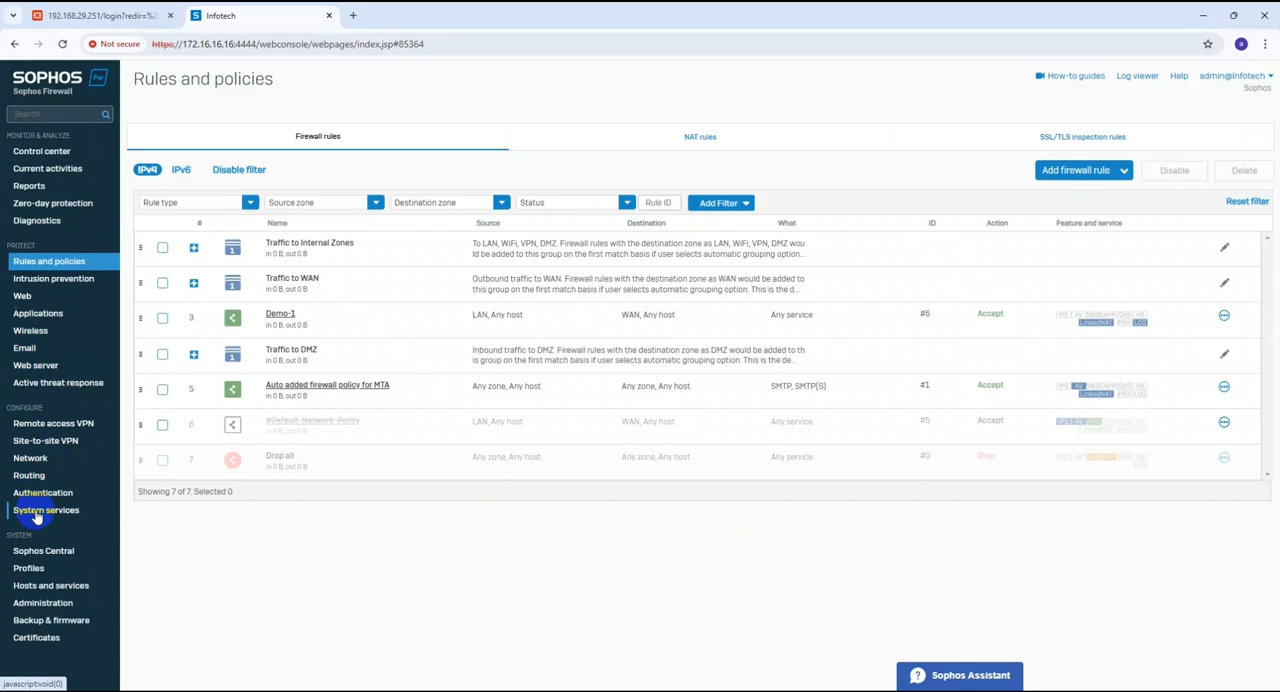 192.168.29.251/login?redir=%2
Infotech
Not secure
https://172.16.16.16:4444/webconsole/webpages/index.jsp#85364
a
SOPHOS Fw
Sophos Firewall
Search
MONITOR & ANALYZE
Control center
Current activities
Reports
Zero-day protection
Diagnostics
PROTECT
Rules and policies
Intrusion prevention
Web
Applications
Wireless
Email
Web server
Active threat response
CONFIGURE
Remote access VPN
Site-to-site VPN
Network
Routing
Authentication
System services
SYSTEM
Sophos Central
Profiles
Hosts and services
Administration
Backup & firmware
Certificates
javascript:void(0)
Rules and policies
How-to guides Log viewer Help admin@Infotech
Sophos
Firewall rules NAT rules SSL/TLS inspection rules
IPv4 IPv6 Disable filter Add firewall rule Disable Delete
Rule type Source zone Destination zone Status Rule ID Add Filter Reset filter
# Name Source Destination What ID Action Feature and service
1 Traffic to Internal Zones
in 0 B, out 0 B
To LAN, WiFi, VPN, DMZ. Firewall rules with the destination zone as LAN, WiFi, VPN, DMZ wou
ld be added to this group on the first match basis if user selects automatic grouping option...
1 Traffic to WAN
in 0 B, out 0 B
Outbound traffic to WAN. Firewall rules with the destination zone as WAN would be added to
this group on the first match basis if user selects automatic grouping option. This is the d...
3 Demo-1 LAN, Any host WAN, Any host Any service #6 Accept
in 0 B, out 0 B
LinkedNAT PRX LOG
1 Traffic to DMZ
in 0 B, out 0 B
Inbound traffic to DMZ. Firewall rules with the destination zone as DMZ would be added to th
is group on the first match basis if user selects automatic grouping option. This is the de...
5 Auto added firewall policy for MTA Any zone, Any host Any zone, Any host SMTP, SMTP(S) #1 Accept
in 0 B, out 0 B
LinkedNAT PRX LOG
6 #Default_Network_Policy LAN, Any host WAN, Any host Any service #5 Accept
in 0 B, out 0 B
7 Drop all Any zone, Any host Any zone, Any host Any service #0 Drop
in 0 B, out 0 B
LOG
Showing 7 of 7. Selected 0
Sophos Assistant